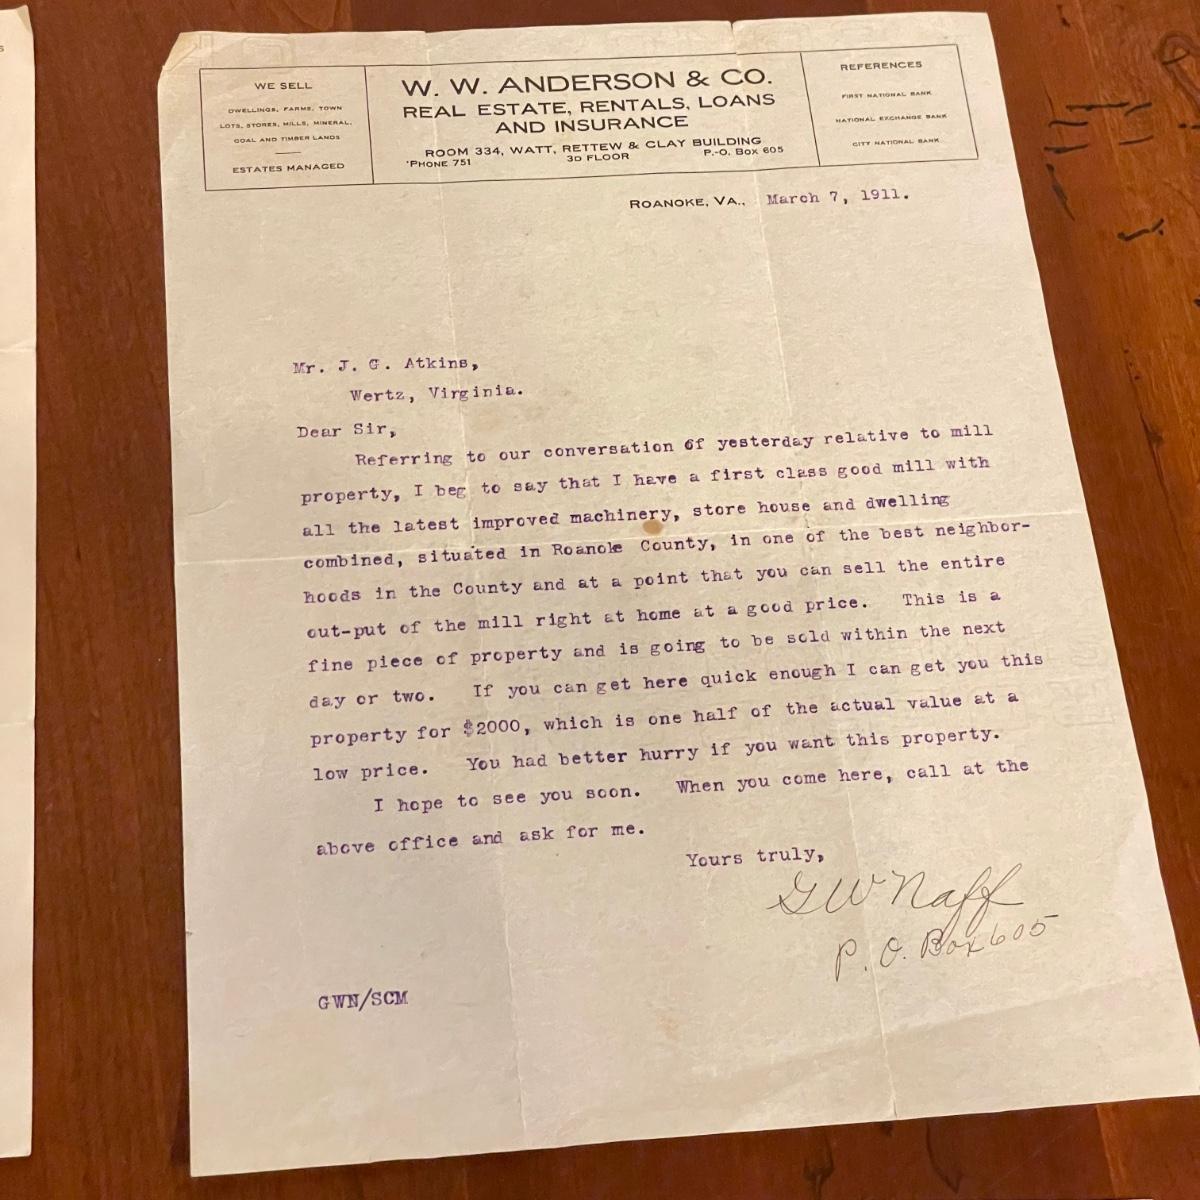 WE SELL
DWELLINGS, FARMS, TOWN
LOTS, STORES, MILLS, MINERAL,
COAL AND TIMBER LANDS
ESTATES MANAGED
W. W. ANDERSON & CO.
REAL ESTATE, RENTALS, LOANS
AND INSURANCE
ROOM 334, WATT, RETTEW & CLAY BUILDING
'PHONE 751 3D FLOOR P.-O. BOX 605
REFERENCES
FIRST NATIONAL BANK
NATIONAL EXCHANGE BANK
CITY NATIONAL BANK
ROANOKE, VA., March 7, 1911.
Mr. J. G. Atkins,
Wertz, Virginia.
Dear Sir,
Referring to our conversation of yesterday relative to mill
property, I beg to say that I have a first class good mill with
all the latest improved machinery, store house and dwelling
combined, situated in Roanoke County, in one of the best neighbor-
hoods in the County and at a point that you can sell the entire
out-put of the mill right at home at a good price. This is a
fine piece of property and is going to be sold within the next
day or two. If you can get here quick enough I can get you this
property for $2000, which is one half of the actual value at a
low price. You had better hurry if you want this property.
I hope to see you soon. When you come here, call at the
above office and ask for me.
Yours truly,
G W Naff
P. O. Box 605
GWN/SCM